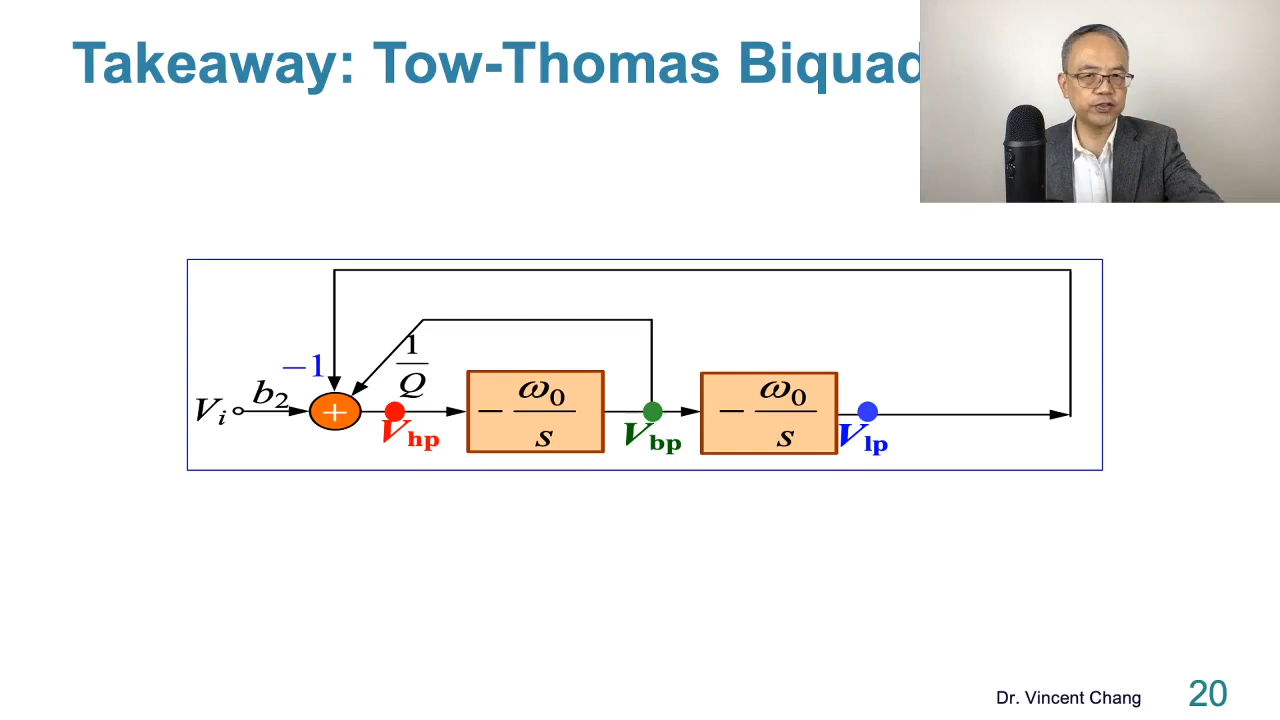 Takeaway: Tow-Thomas Biquad
−1
1
Q
V_i
b_2
+
V_hp
− ω_0
s
V_bp
− ω_0
s
V_lp
Dr. Vincent Chang
20